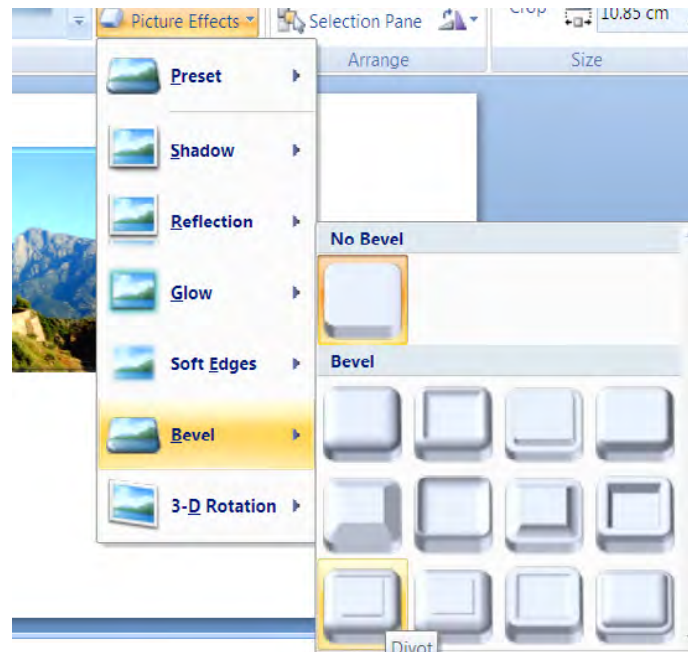 Picture Effects
Selection Pane
Crop
10.85 cm
Arrange
Size
Preset
Shadow
Reflection
Glow
Soft Edges
Bevel
3-D Rotation
No Bevel
Bevel
Divot